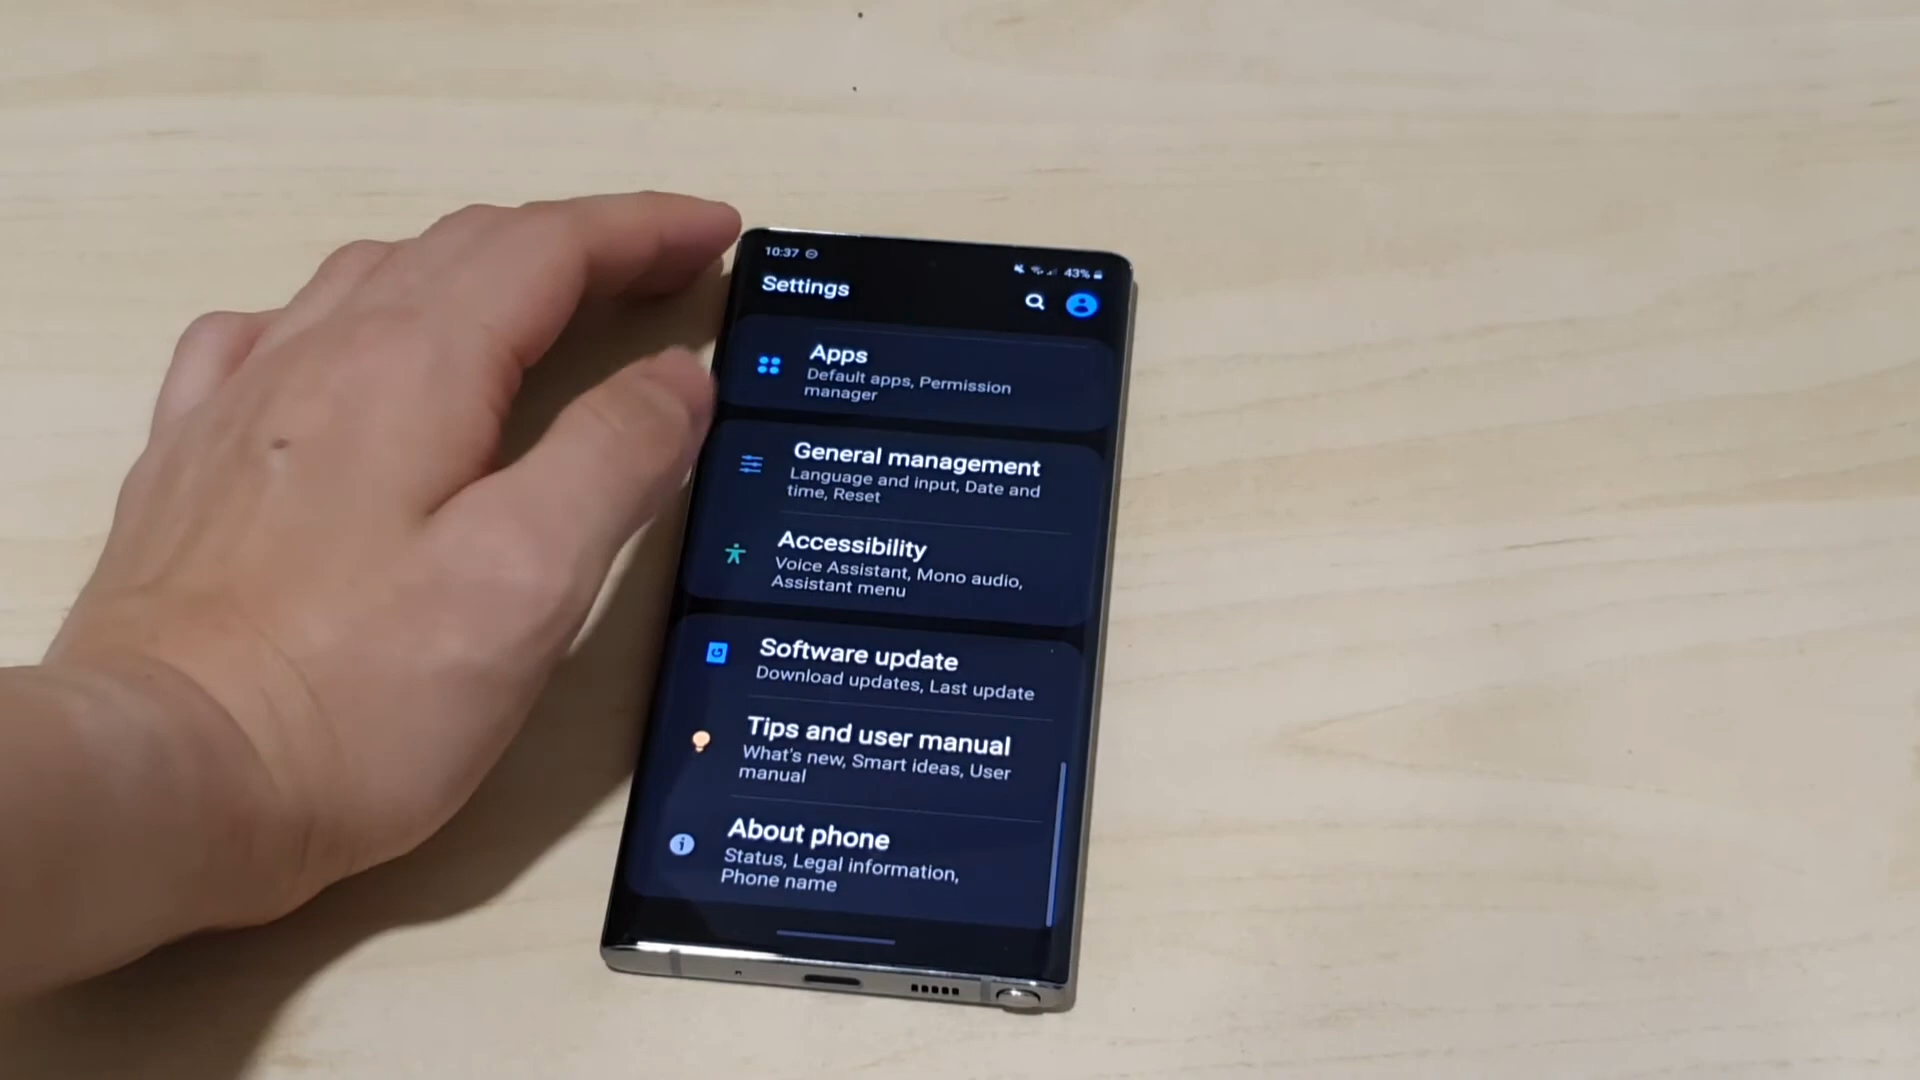 10:37
43%
Settings
Apps
Default apps, Permission
manager
General management
Language and input, Date and
time, Reset
Accessibility
Voice Assistant, Mono audio,
Assistant menu
Software update
Download updates, Last update
Tips and user manual
What's new, Smart ideas, User
manual
About phone
Status, Legal information,
Phone name